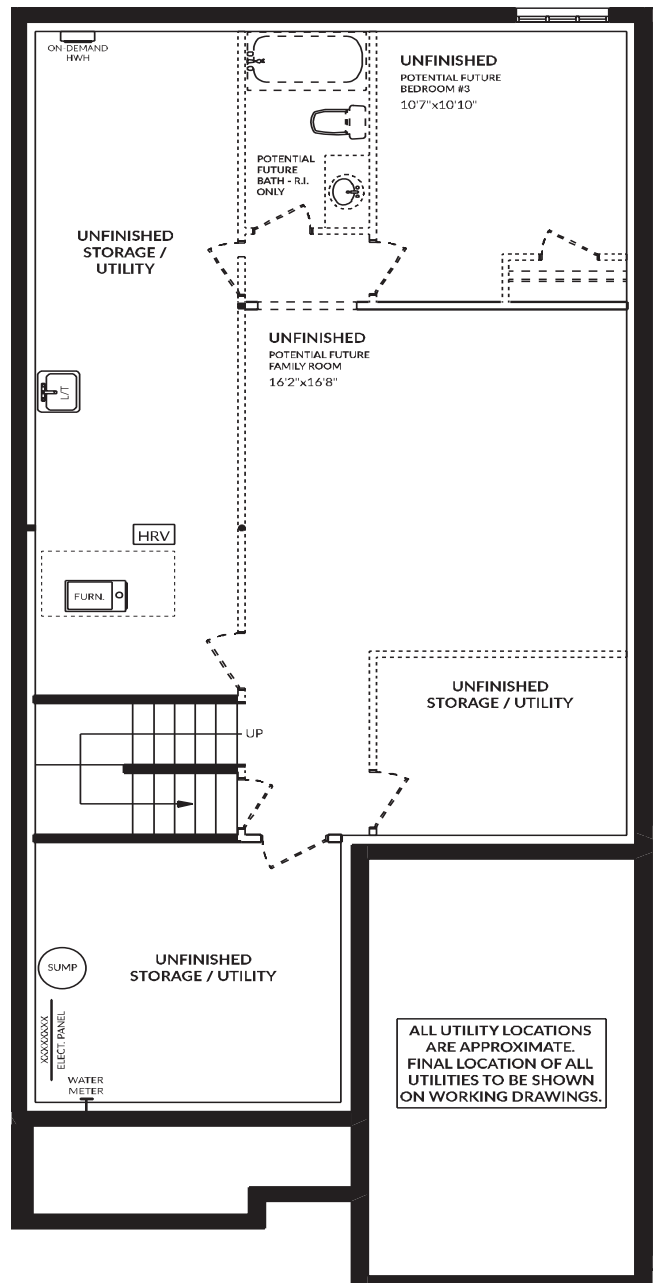 ON-DEMAND
HWH
UNFINISHED
POTENTIAL FUTURE
BEDROOM #3
10'7"x10'10"
POTENTIAL
FUTURE
BATH - R.I.
ONLY
UNFINISHED
STORAGE /
UTILITY
UNFINISHED
POTENTIAL FUTURE
FAMILY ROOM
16'2"x16'8"
L/T
HRV
FURN.
UNFINISHED
STORAGE / UTILITY
UP
UNFINISHED
STORAGE / UTILITY
SUMP
XXXXXXXX
ELECT. PANEL
WATER
METER
ALL UTILITY LOCATIONS
ARE APPROXIMATE.
FINAL LOCATION OF ALL
UTILITIES TO BE SHOWN
ON WORKING DRAWINGS.